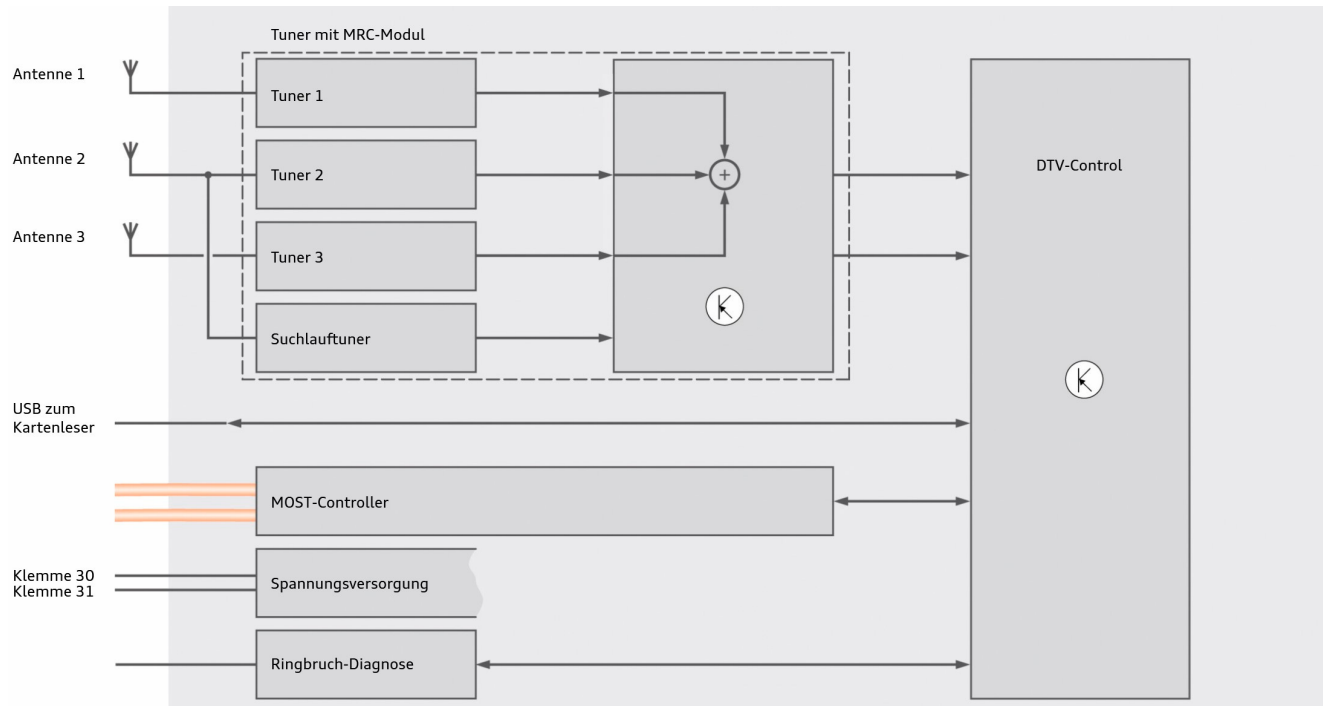 Tuner mit MRC-Modul
Antenne 1
Tuner 1
Antenne 2
Tuner 2
DTV-Control
Antenne 3
Tuner 3
+
Suchlauftuner
USB zum
Kartenleser
MOST-Controller
Klemme 30
Klemme 31
Spannungsversorgung
Ringbruch-Diagnose